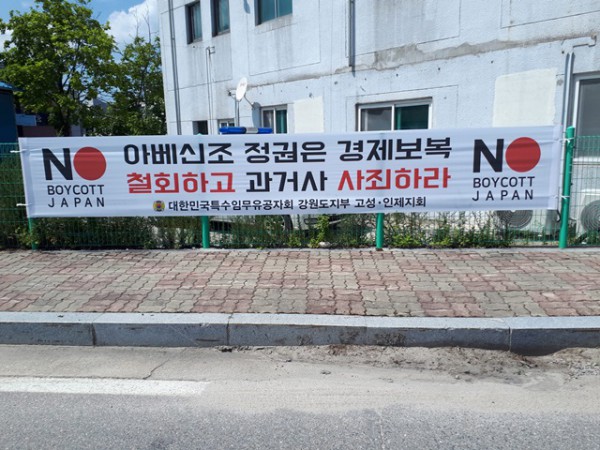 NO
BOYCOTT
JAPAN
아베신조 정권은 경제보복
철회하고 과거사 사죄하라
대한민국특수임무유공자회 강원도지부 고성·인제지회
NO
BOYCOTT
JAPAN